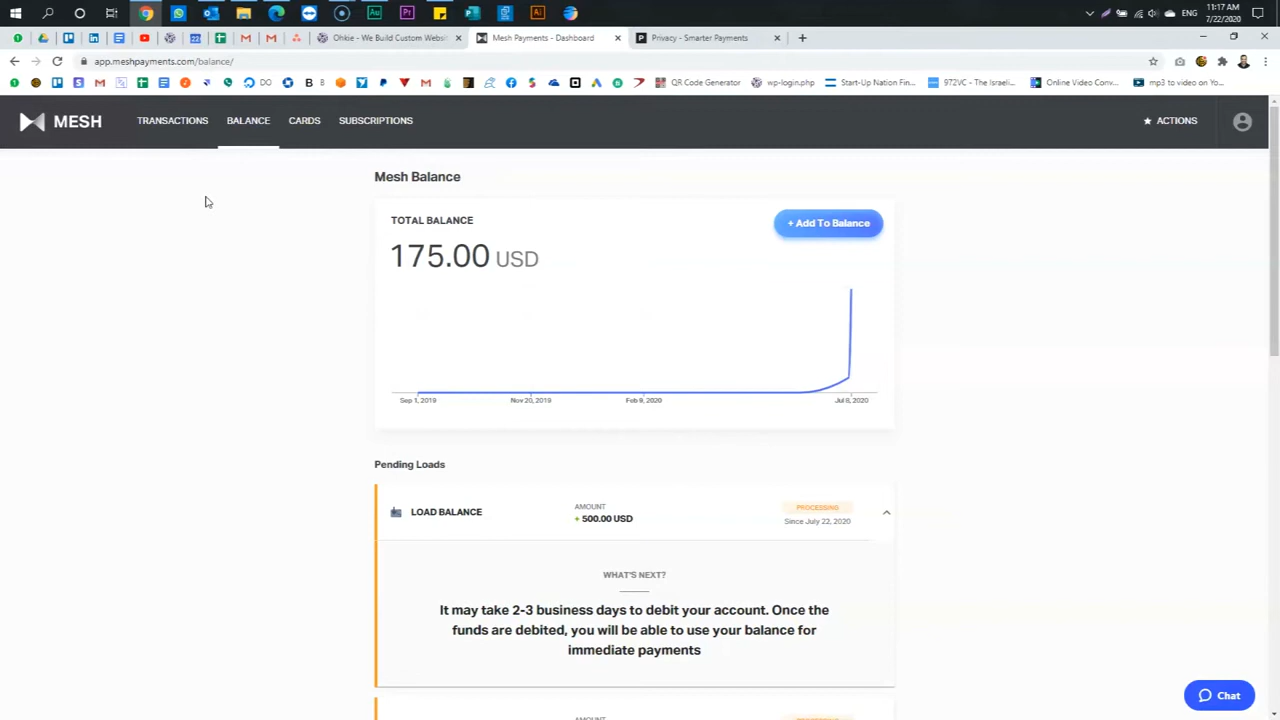 11:17 AM
ENG
7/22/2020
Ohkie - We Build Custom Websi
Mesh Payments - Dashboard
Privacy - Smarter Payments
app.meshpayments.com/balance/
DO
B
QR Code Generator
wp-login.php
Start-Up Nation Fin...
972VC - The Israeli...
Online Video Conv...
mp3 to video on Yo...
MESH
TRANSACTIONS
BALANCE
CARDS
SUBSCRIPTIONS
★ ACTIONS
Mesh Balance
TOTAL BALANCE
+ Add To Balance
175.00 USD
Sep 1, 2019
Nov 20, 2019
Feb 9, 2020
Jul 8, 2020
Pending Loads
LOAD BALANCE
AMOUNT
+ 500.00 USD
PROCESSING
Since July 22, 2020
WHAT'S NEXT?
It may take 2-3 business days to debit your account. Once the
funds are debited, you will be able to use your balance for
immediate payments
Chat
AMOUNT